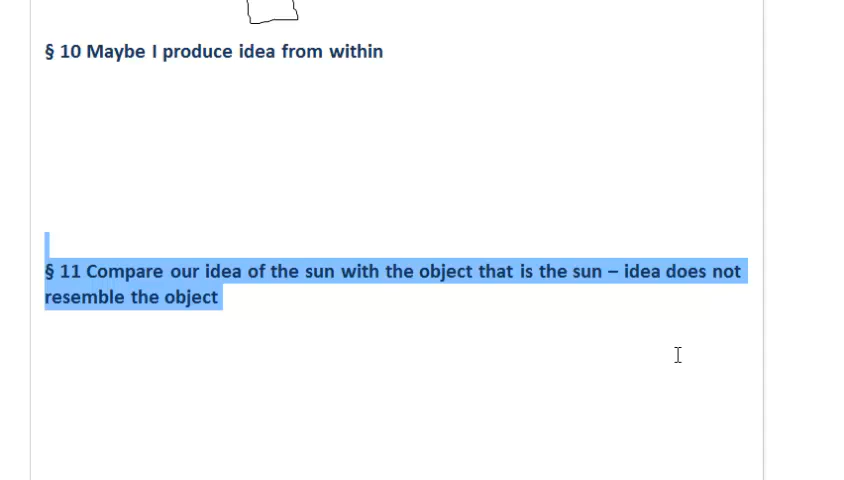 § 10 Maybe I produce idea from within
§ 11 Compare our idea of the sun with the object that is the sun – idea does not
resemble the object